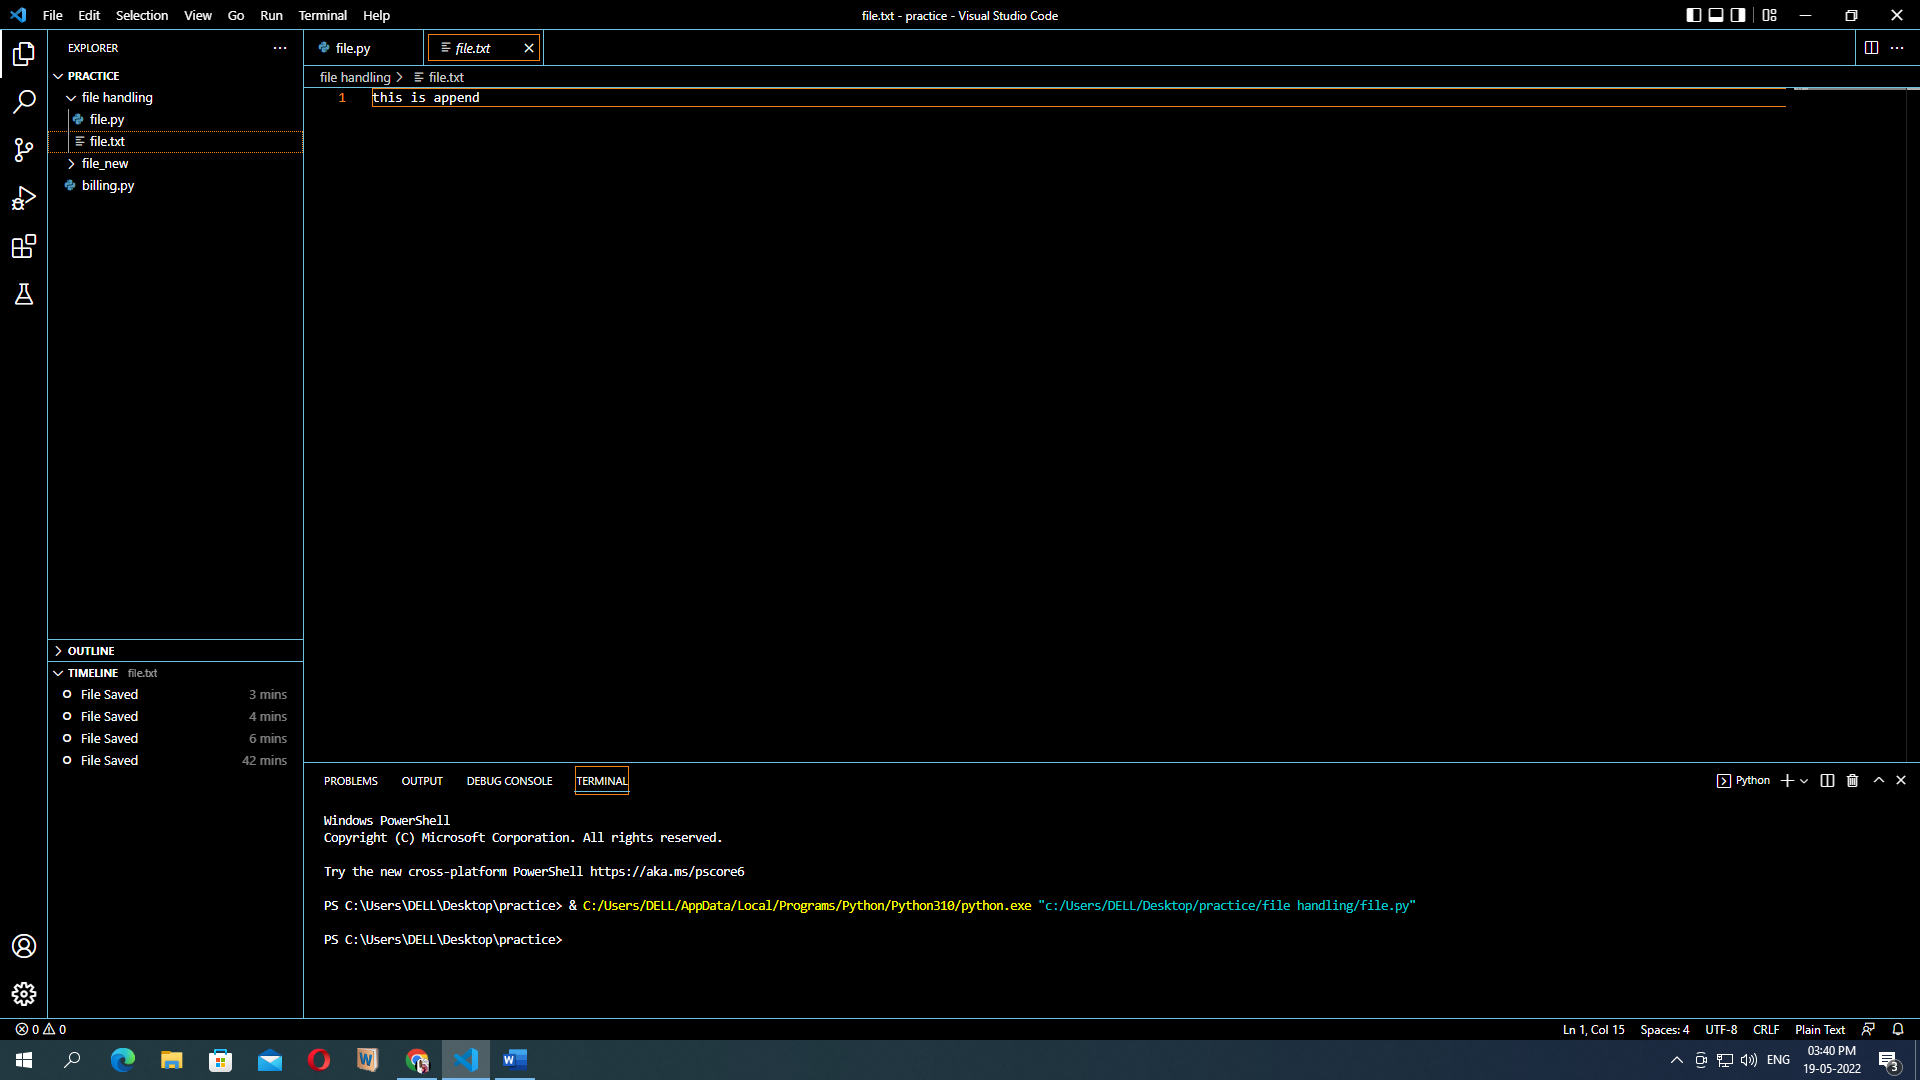 File Edit Selection View Go Run Terminal Help
file.txt - practice - Visual Studio Code
EXPLORER
PRACTICE
file handling
file.py
file.txt
file_new
billing.py
OUTLINE
TIMELINE file.txt
File Saved 3 mins
File Saved 4 mins
File Saved 6 mins
File Saved 42 mins
file.py
file.txt
file handling > file.txt
1 this is append
PROBLEMS OUTPUT DEBUG CONSOLE TERMINAL
Python
Windows PowerShell
Copyright (C) Microsoft Corporation. All rights reserved.
Try the new cross-platform PowerShell https://aka.ms/pscore6
PS C:\Users\DELL\Desktop\practice> & C:/Users/DELL/AppData/Local/Programs/Python/Python310/python.exe "c:/Users/DELL/Desktop/practice/file handling/file.py"
PS C:\Users\DELL\Desktop\practice>
0 0
Ln 1, Col 15 Spaces: 4 UTF-8 CRLF Plain Text
W
W
ENG
03:40 PM
19-05-2022
3